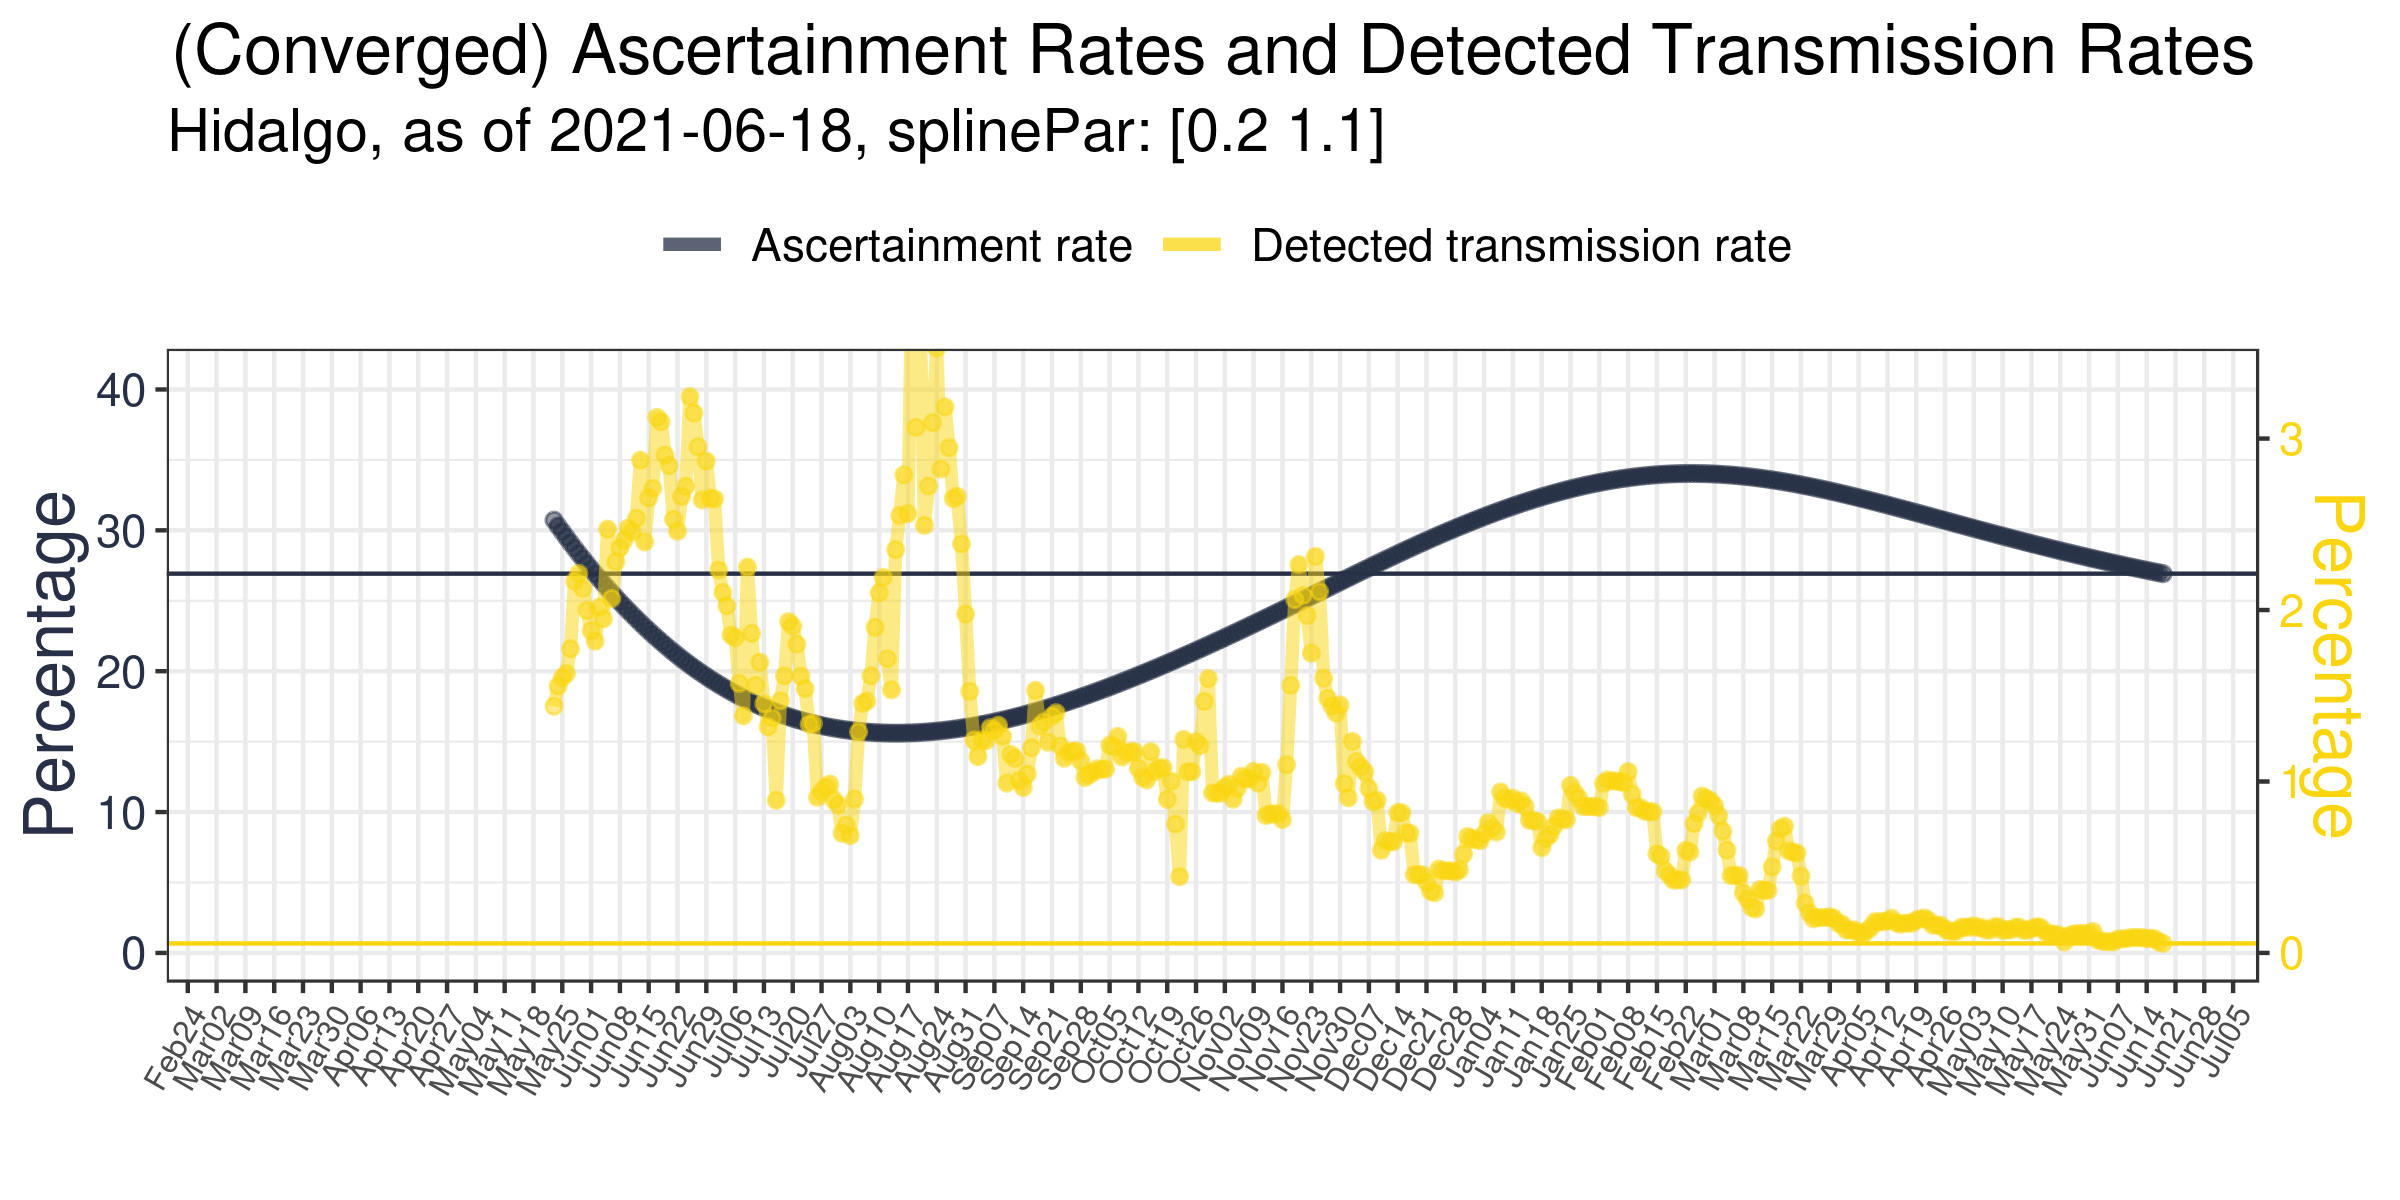 (Converged) Ascertainment Rates and Detected Transmission Rates
Hidalgo, as of 2021-06-18, splinePar: [0.2 1.1]
Ascertainment rate
Detected transmission rate
Percentage
40
30
20
10
0
3
2
1
0
Percentage
Feb24
Mar02
Mar09
Mar16
Mar23
Mar30
Apr06
Apr13
Apr20
Apr27
May04
May11
May18
May25
Jun01
Jun08
Jun15
Jun22
Jun29
Jul06
Jul13
Jul20
Jul27
Aug03
Aug10
Aug17
Aug24
Aug31
Sep07
Sep14
Sep21
Sep28
Oct05
Oct12
Oct19
Oct26
Nov02
Nov09
Nov16
Nov23
Nov30
Dec07
Dec14
Dec21
Dec28
Jan04
Jan11
Jan18
Jan25
Feb01
Feb08
Feb15
Feb22
Mar01
Mar08
Mar15
Mar22
Mar29
Apr05
Apr12
Apr19
Apr26
May03
May10
May17
May24
May31
Jun07
Jun14
Jun21
Jun28
Jul05